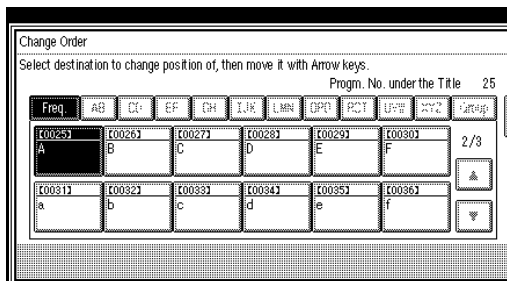 Change Order
Select destination to change position of, then move it with Arrow keys.
Progm. No. under the Title 25
Freq. AB CD EF GH IJK LMN OPQ RST UVW XYZ Group
[0025] [0026] [0027] [0028] [0029] [0030]
A B C D E F
2/3
[0031] [0032] [0033] [0034] [0035] [0036]
a b c d e f